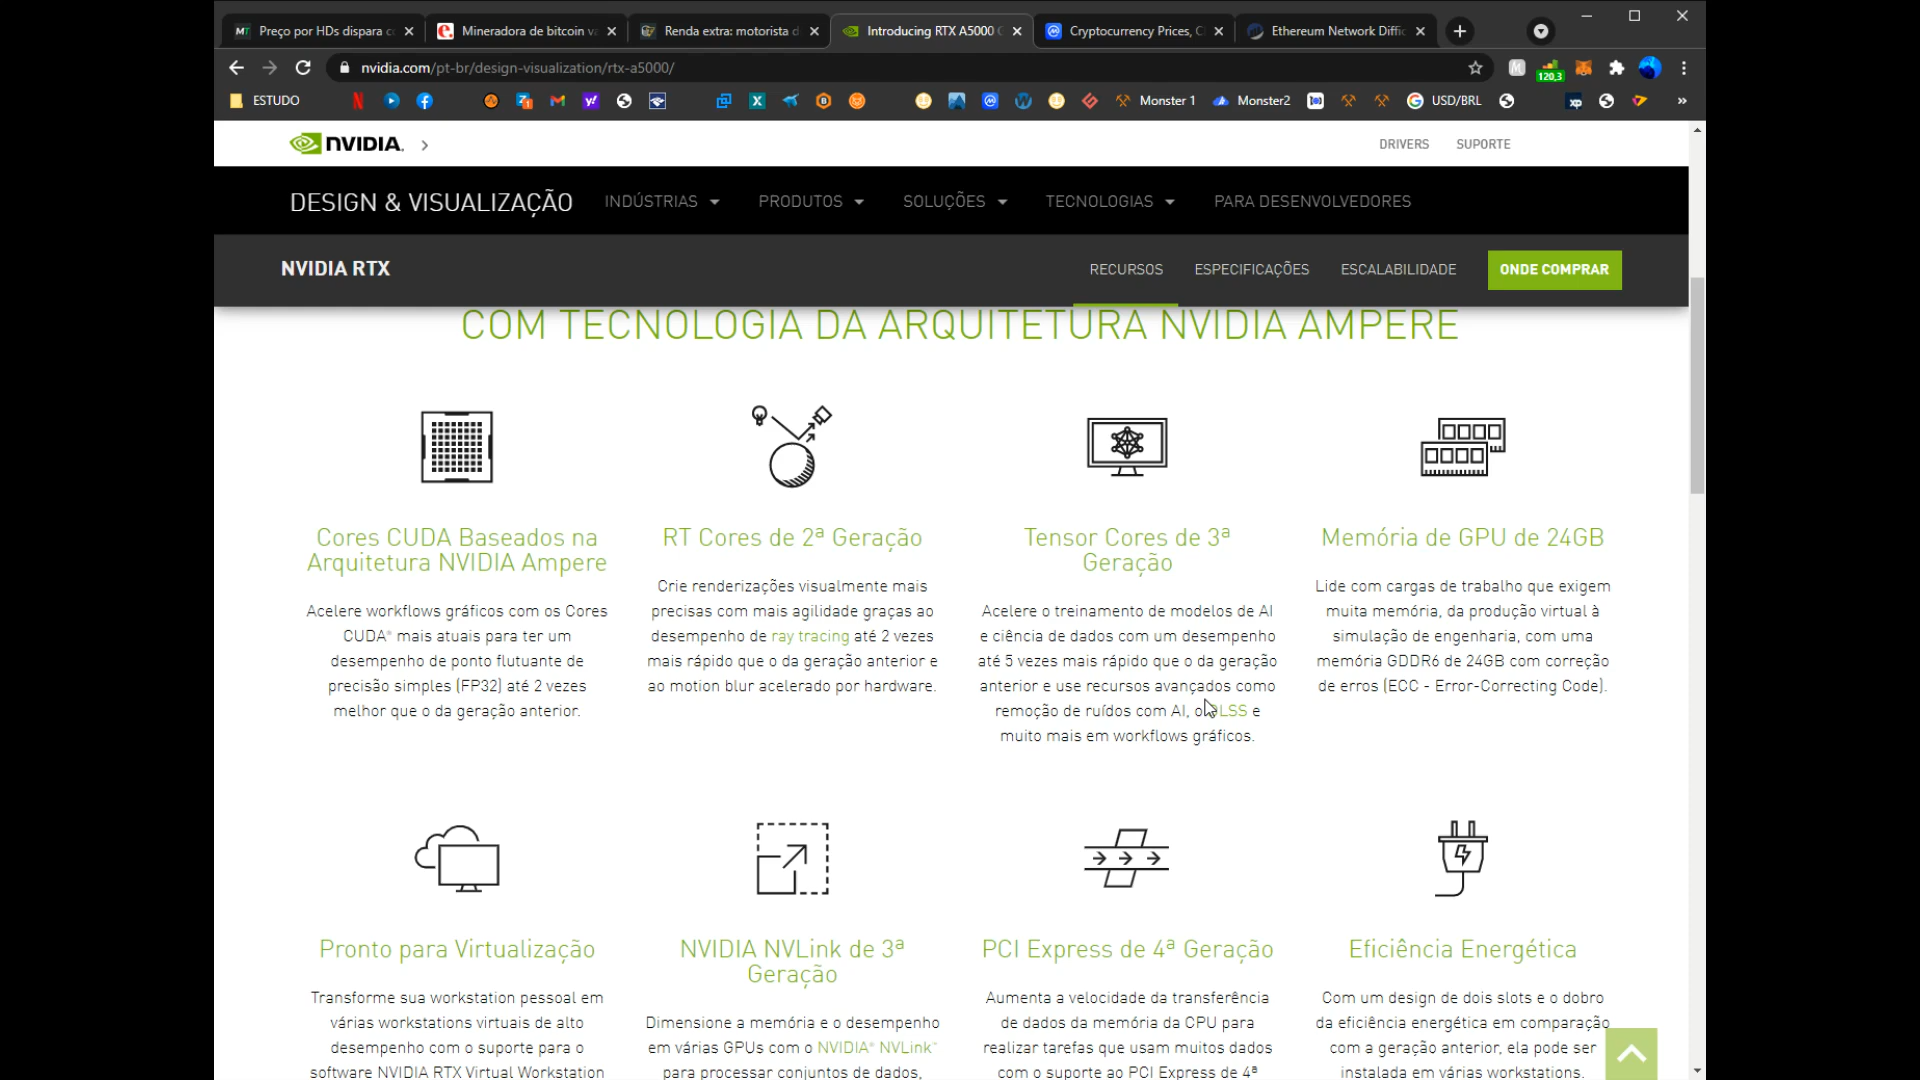 Preço por HDs dispara c
Mineradora de bitcoin va
Renda extra: motorista d
Introducing RTX A5000 G
Cryptocurrency Prices, C
Ethereum Network Diffic
nvidia.com/pt-br/design-visualization/rtx-a5000/
120,3
ESTUDO
Monster 1
Monster2
USD/BRL
NVIDIA.
DRIVERS
SUPORTE
DESIGN & VISUALIZAÇÃO
INDÚSTRIAS
PRODUTOS
SOLUÇÕES
TECNOLOGIAS
PARA DESENVOLVEDORES
NVIDIA RTX
RECURSOS
ESPECIFICAÇÕES
ESCALABILIDADE
ONDE COMPRAR
COM TECNOLOGIA DA ARQUITETURA NVIDIA AMPERE
Cores CUDA Baseados na
Arquitetura NVIDIA Ampere
Acelere workflows gráficos com os Cores
CUDA® mais atuais para ter um
desempenho de ponto flutuante de
precisão simples (FP32) até 2 vezes
melhor que o da geração anterior.
RT Cores de 2ª Geração
Crie renderizações visualmente mais
precisas com mais agilidade graças ao
desempenho de ray tracing até 2 vezes
mais rápido que o da geração anterior e
ao motion blur acelerado por hardware.
Tensor Cores de 3ª
Geração
Acelere o treinamento de modelos de AI
e ciência de dados com um desempenho
até 5 vezes mais rápido que o da geração
anterior e use recursos avançados como
remoção de ruídos com AI, o DLSS e
muito mais em workflows gráficos.
Memória de GPU de 24GB
Lide com cargas de trabalho que exigem
muita memória, da produção virtual à
simulação de engenharia, com uma
memória GDDR6 de 24GB com correção
de erros (ECC - Error-Correcting Code).
Pronto para Virtualização
Transforme sua workstation pessoal em
várias workstations virtuais de alto
desempenho com o suporte para o
software NVIDIA RTX Virtual Workstation
NVIDIA NVLink de 3ª
Geração
Dimensione a memória e o desempenho
em várias GPUs com o NVIDIA® NVLink™
para processar conjuntos de dados,
PCI Express de 4ª Geração
Aumenta a velocidade da transferência
de dados da memória da CPU para
realizar tarefas que usam muitos dados
com o suporte ao PCI Express de 4ª
Eficiência Energética
Com um design de dois slots e o dobro
da eficiência energética em comparação
com a geração anterior, ela pode ser
instalada em várias workstations.